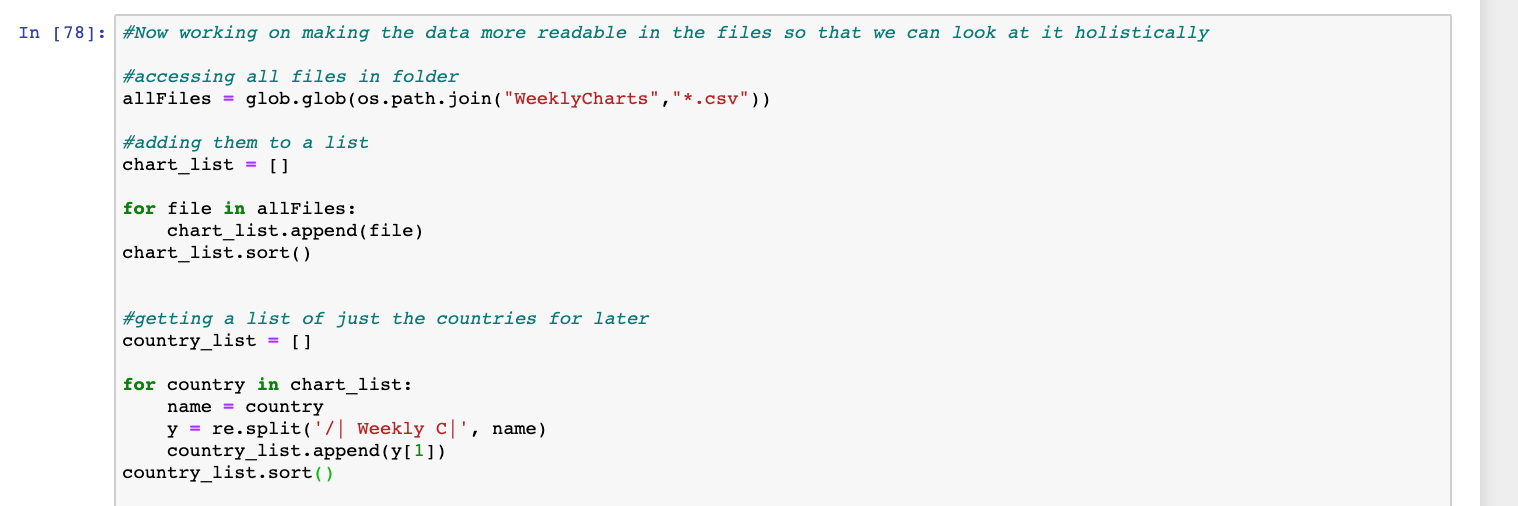 In [78]: #Now working on making the data more readable in the files so that we can look at it holistically
#accessing all files in folder
allFiles = glob.glob(os.path.join("WeeklyCharts","*.csv"))
#adding them to a list
chart_list = []
for file in allFiles:
    chart_list.append(file)
chart_list.sort()
#getting a list of just the countries for later
country_list = []
for country in chart_list:
    name = country
    y = re.split('/| Weekly C|', name)
    country_list.append(y[1])
country_list.sort()